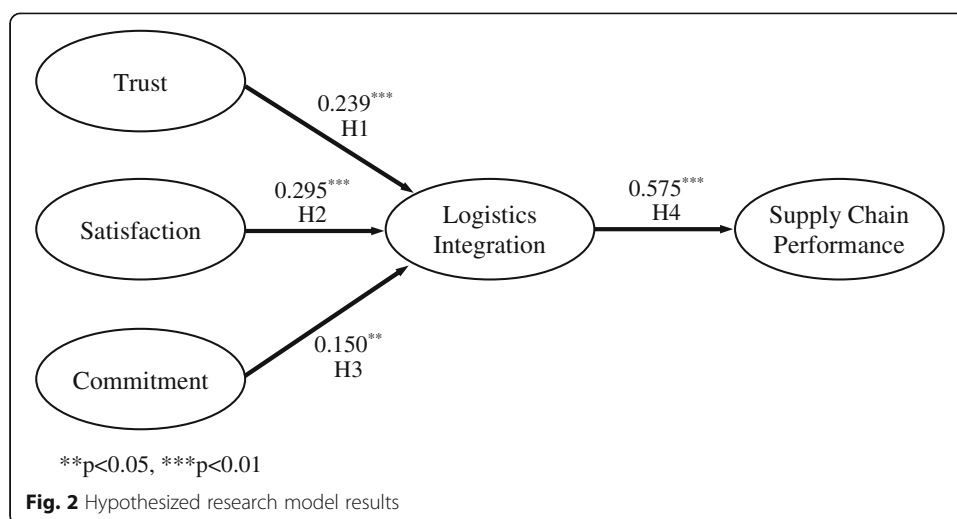 Trust
0.239***
H1
Satisfaction
0.295***
H2
Logistics
Integration
0.575***
H4
Supply Chain
Performance
Commitment
0.150**
H3
**p<0.05, ***p<0.01
Fig. 2 Hypothesized research model results